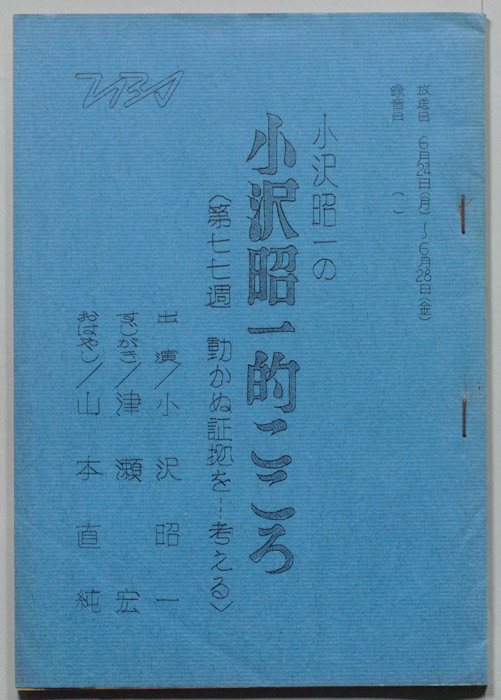 放送日 6月24日(月)～6月28日(金)
録音日 ( )
小沢昭一の
小沢昭一的こころ
〈第七七週 動かぬ証拠を…考える〉
出演/小沢昭一
すじがき/津瀬宏
おはやし/山本直純
TBS